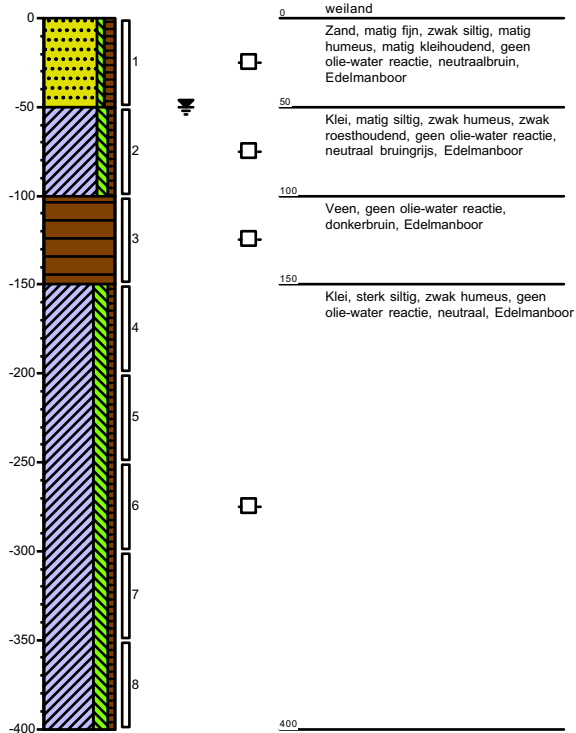 0
-50
-100
-150
-200
-250
-300
-350
-400
1
2
3
4
5
6
7
8
0
weiland
Zand, matig fijn, zwak siltig, matig
humeus, matig kleihoudend, geen
olie-water reactie, neutraalbruin,
Edelmanboor
50
Klei, matig siltig, zwak humeus, zwak
roesthoudend, geen olie-water reactie,
neutraal bruingrijs, Edelmanboor
100
Veen, geen olie-water reactie,
donkerbruin, Edelmanboor
150
Klei, sterk siltig, zwak humeus, geen
olie-water reactie, neutraal, Edelmanboor
400